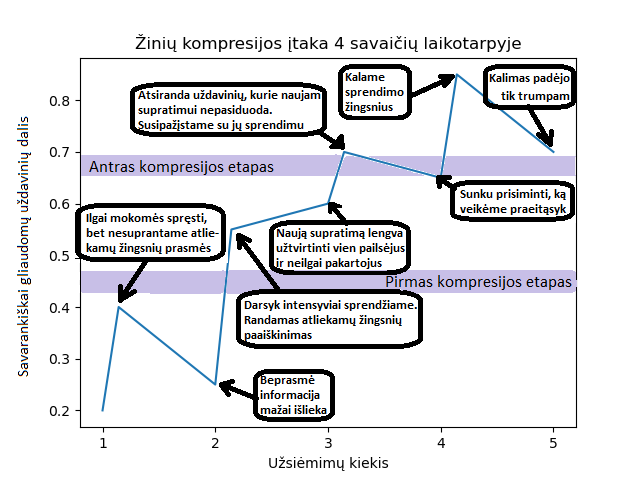 Žinių kompresijos įtaka 4 savaičių laikotarpyje
Savarankiškai gliaudomų uždavinių dalis
0.8
0.7
0.6
0.5
0.4
0.3
0.2
Atsiranda uždavinių, kurie naujam
supratimui nepasiduoda.
Susipažįstame su jų sprendimu
Kalame
sprendimo
žingsnius
Kalimas padėjo
tik trumpam
Antras kompresijos etapas
Sunku prisiminti, ką
veikėme praeitąsyk
Ilgai mokomės spręsti,
bet nesuprantame atlie-
kamų žingsnių prasmės
Naują supratimą lengva
užtvirtinti vien pailsėjus
ir neilgai pakartojus
Pirmas kompresijos etapas
Darsyk intensyviai sprendžiame.
Randamas atliekamų žingsnių
paaiškinimas
Beprasmė
informacija
mažai išlieka
1
2
3
4
5
Užsiėmimų kiekis